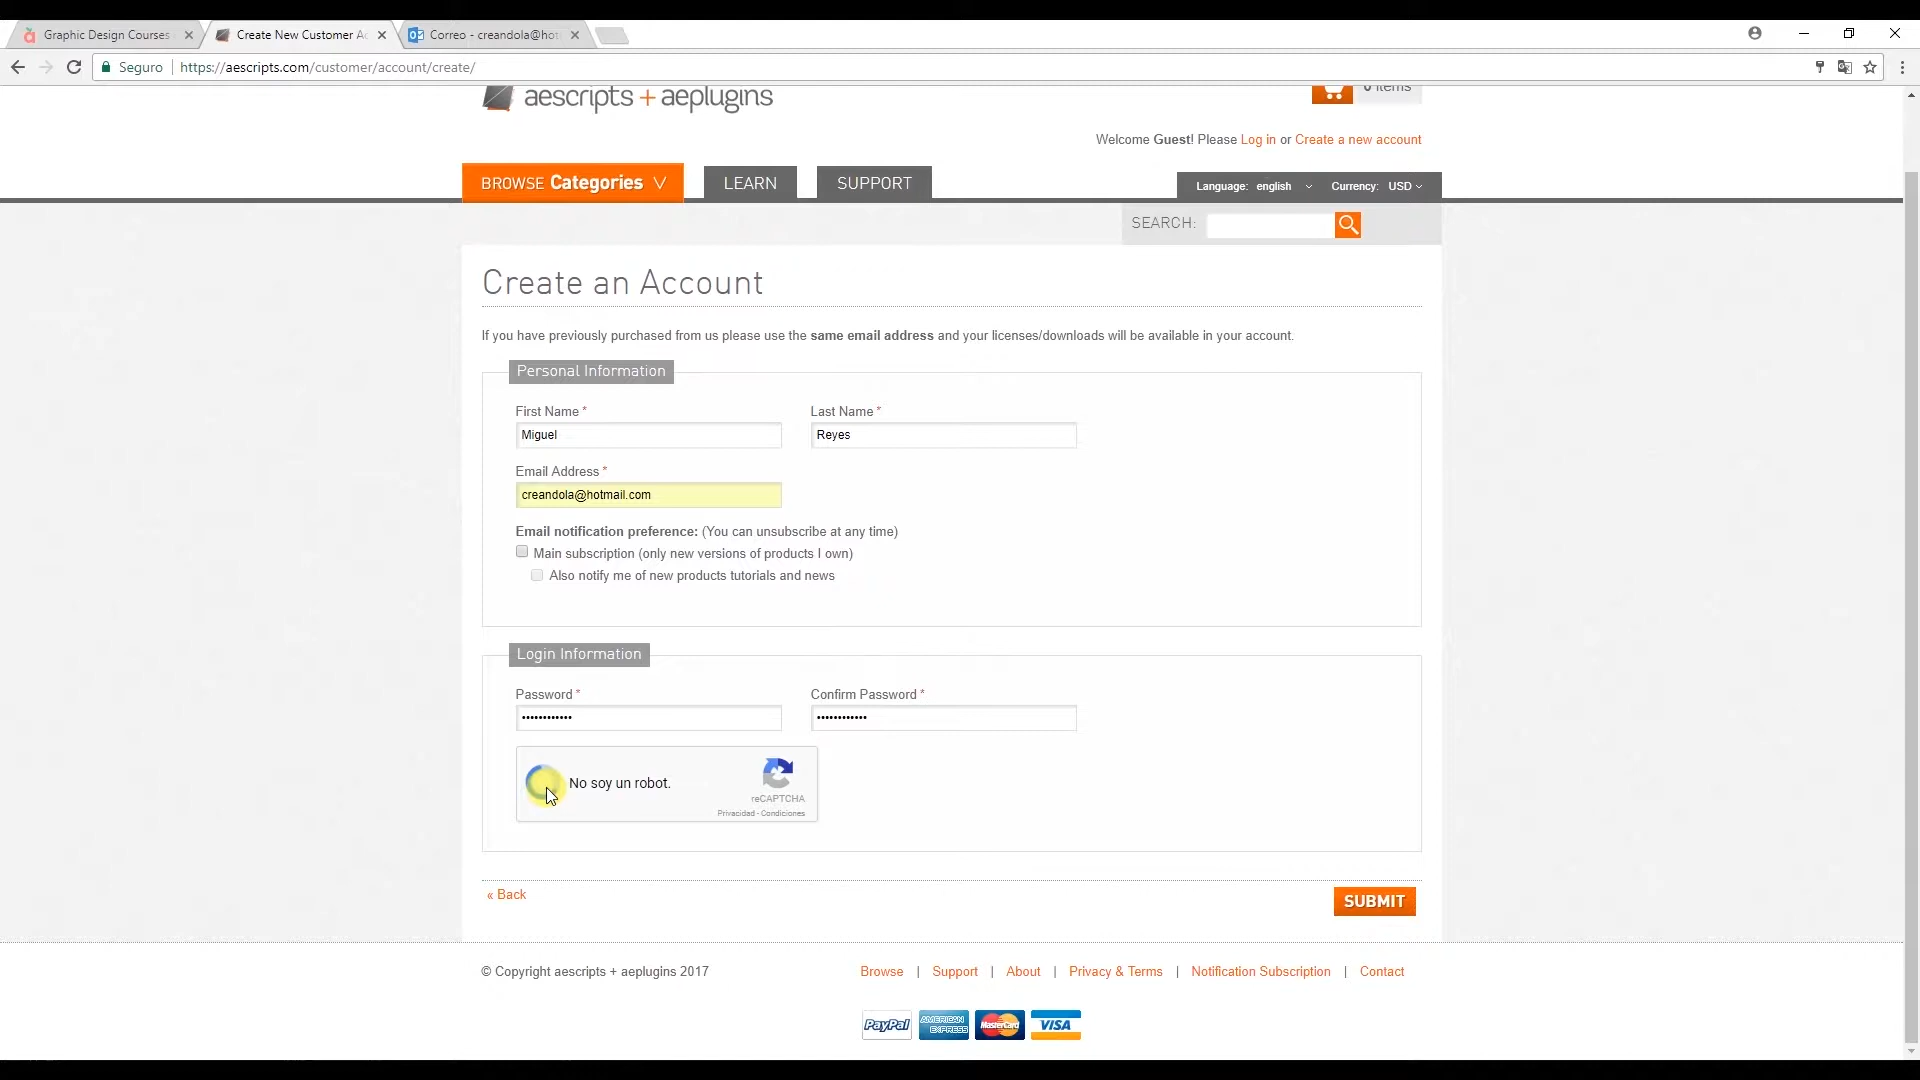 Graphic Design Courses
Create New Customer Ac
Correo - creandola@hot
Seguro
https://aescripts.com/customer/account/create/
aescripts + aeplugins
0 items
Welcome Guest! Please Log in or Create a new account
BROWSE Categories
LEARN
SUPPORT
Language: english
Currency: USD
SEARCH:
Create an Account
If you have previously purchased from us please use the same email address and your licenses/downloads will be available in your account.
Personal Information
First Name *
Last Name *
Miguel
Reyes
Email Address *
creandola@hotmail.com
Email notification preference: (You can unsubscribe at any time)
Main subscription (only new versions of products I own)
Also notify me of new products tutorials and news
Login Information
Password *
Confirm Password *
••••••••••••
••••••••••••
No soy un robot.
reCAPTCHA
Privacidad - Condiciones
« Back
SUBMIT
© Copyright aescripts + aeplugins 2017
Browse | Support | About | Privacy & Terms | Notification Subscription | Contact
PayPal
AMERICAN EXPRESS
MasterCard
VISA